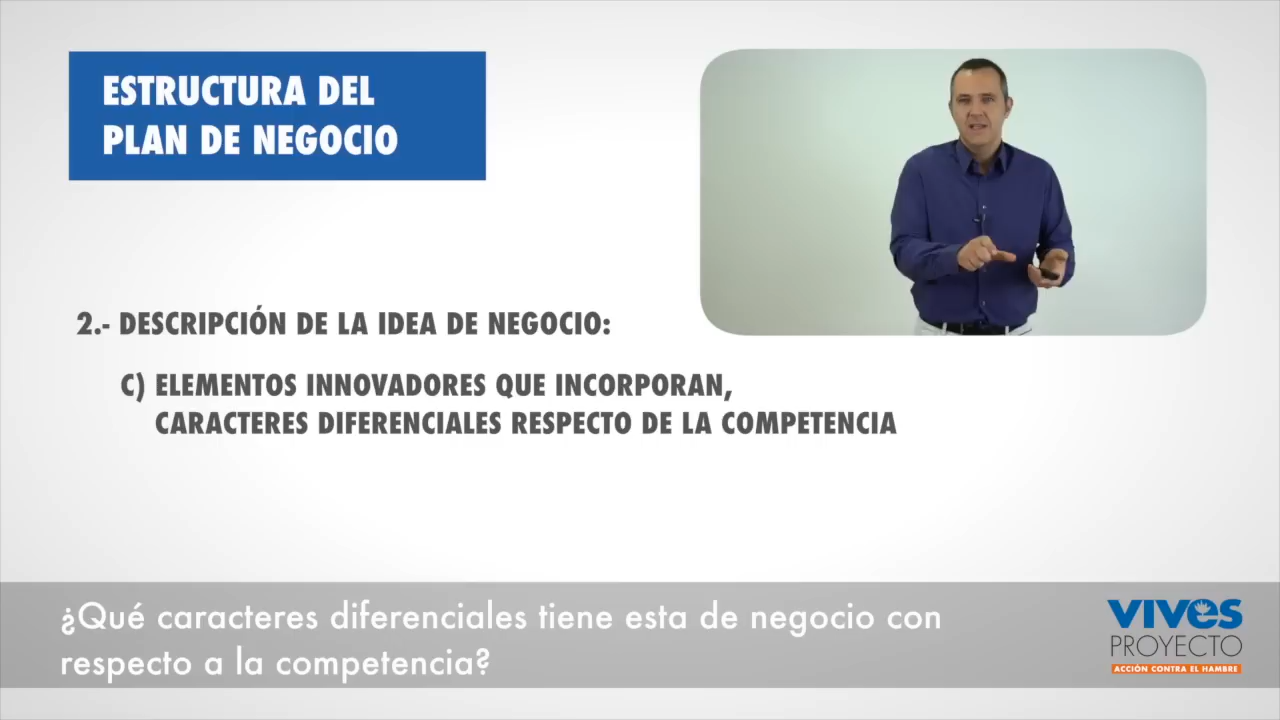 ESTRUCTURA DEL
PLAN DE NEGOCIO
2.- DESCRIPCIÓN DE LA IDEA DE NEGOCIO:
C) ELEMENTOS INNOVADORES QUE INCORPORAN,
CARACTERES DIFERENCIALES RESPECTO DE LA COMPETENCIA
¿Qué caracteres diferenciales tiene esta de negocio con
respecto a la competencia?
VIVES
PROYECTO
ACCIÓN CONTRA EL HAMBRE